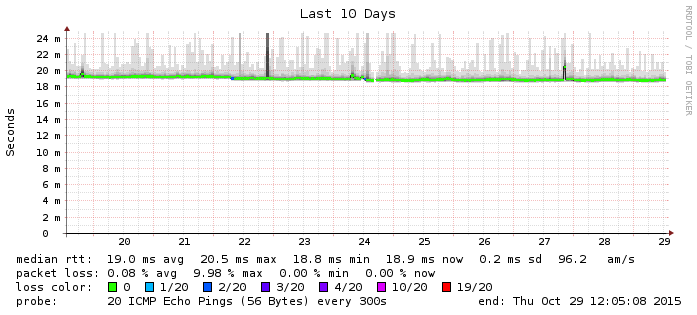 Last 10 Days
RRDTOOL / TOBI OETIKER
Seconds
24 m
22 m
20 m
18 m
16 m
14 m
12 m
10 m
8 m
6 m
4 m
2 m
0
20 21 22 23 24 25 26 27 28 29
median rtt: 19.0 ms avg 20.5 ms max 18.8 ms min 18.9 ms now 0.2 ms sd 96.2 am/s
packet loss: 0.08 % avg 9.98 % max 0.00 % min 0.00 % now
loss color: 0 1/20 2/20 3/20 4/20 10/20 19/20
probe: 20 ICMP Echo Pings (56 Bytes) every 300s end: Thu Oct 29 12:05:08 2015